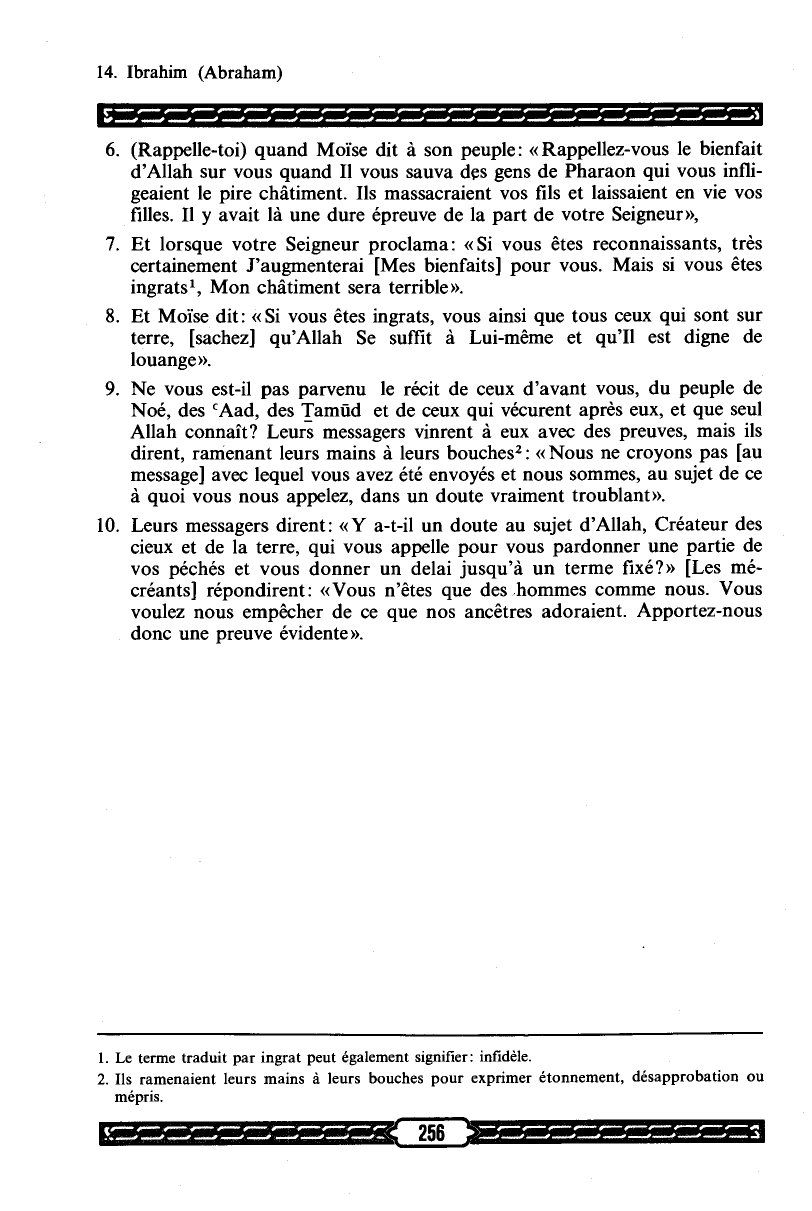 14. Ibrahim (Abraham)
6. (Rappelle-toi) quand Moïse dit à son peuple: «Rappellez-vous le bienfait
d'Allah sur vous quand Il vous sauva des gens de Pharaon qui vous infli-
geaient le pire châtiment. Ils massacraient vos fils et laissaient en vie vos
filles. Il y avait là une dure épreuve de la part de votre Seigneur»,
7. Et lorsque votre Seigneur proclama: «Si vous êtes reconnaissants, très
certainement J'augmenterai [Mes bienfaits] pour vous. Mais si vous êtes
ingrats¹, Mon châtiment sera terrible».
8. Et Moïse dit: «Si vous êtes ingrats, vous ainsi que tous ceux qui sont sur
terre, [sachez] qu'Allah Se suffit à Lui-même et qu'Il est digne de
louange».
9. Ne vous est-il pas parvenu le récit de ceux d'avant vous, du peuple de
Noé, des ᶜAad, des Ṯamūd et de ceux qui vécurent après eux, et que seul
Allah connaît? Leurs messagers vinrent à eux avec des preuves, mais ils
dirent, ramenant leurs mains à leurs bouches²: «Nous ne croyons pas [au
message] avec lequel vous avez été envoyés et nous sommes, au sujet de ce
à quoi vous nous appelez, dans un doute vraiment troublant».
10. Leurs messagers dirent: «Y a-t-il un doute au sujet d'Allah, Créateur des
cieux et de la terre, qui vous appelle pour vous pardonner une partie de
vos péchés et vous donner un delai jusqu'à un terme fixé?» [Les mé-
créants] répondirent: «Vous n'êtes que des hommes comme nous. Vous
voulez nous empêcher de ce que nos ancêtres adoraient. Apportez-nous
donc une preuve évidente».
1. Le terme traduit par ingrat peut également signifier: infidèle.
2. Ils ramenaient leurs mains à leurs bouches pour exprimer étonnement, désapprobation ou
mépris.
256